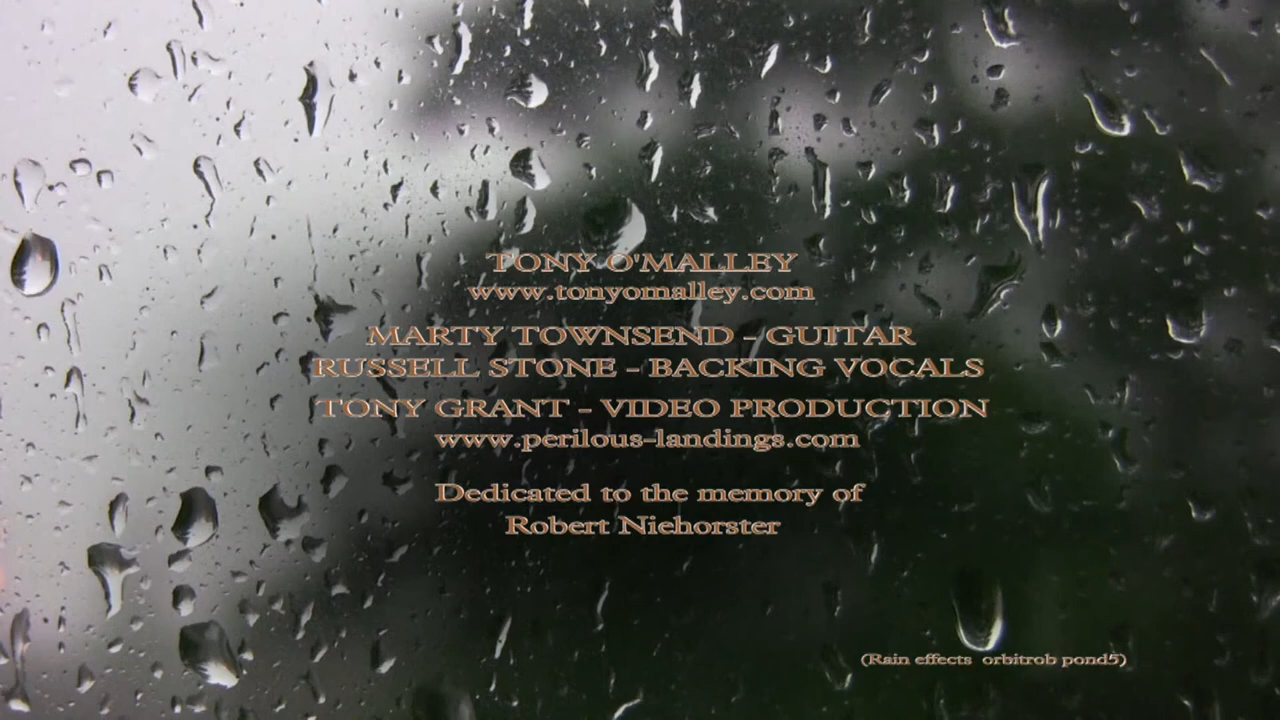 TONY O'MALLEY
www.tonyomalley.com
MARTY TOWNSEND - GUITAR
RUSSELL STONE - BACKING VOCALS
TONY GRANT - VIDEO PRODUCTION
www.perilous-landings.com
Dedicated to the memory of
Robert Niehorster
(Rain effects orbitrob pond5)